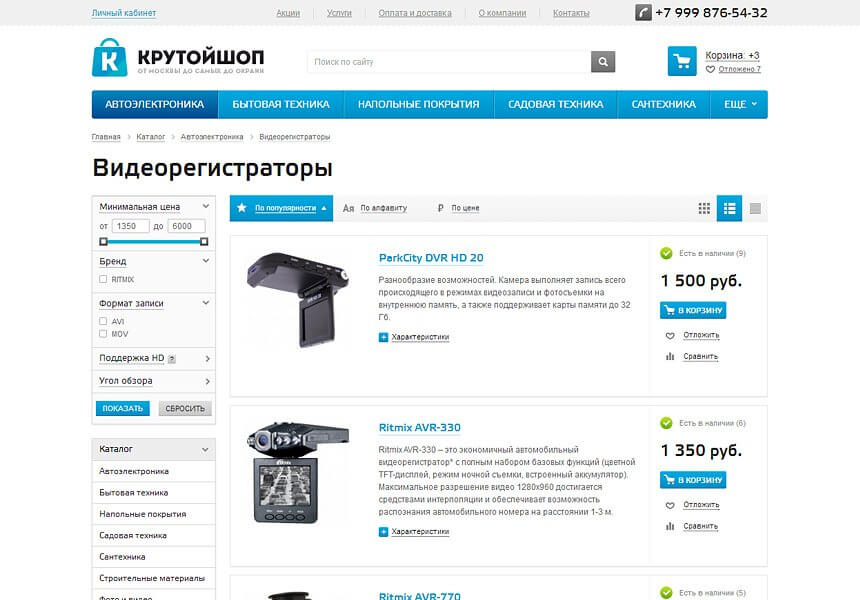 Личный кабинет
Акции
Услуги
Оплата и доставка
О компании
Контакты
+7 999 876-54-32
К
КРУТОЙШОП
ОТ МОСКВЫ ДО САМЫХ ДО ОКРАИН
Поиск по сайту
Корзина: +3
Отложено 7
АВТОЭЛЕКТРОНИКА
БЫТОВАЯ ТЕХНИКА
НАПОЛЬНЫЕ ПОКРЫТИЯ
САДОВАЯ ТЕХНИКА
САНТЕХНИКА
ЕЩЕ
Главная > Каталог > Автоэлектроника > Видеорегистраторы
Видеорегистраторы
Минимальная цена
от 1350 до 6000
Бренд
RITMIX
Формат записи
AVI
MOV
Поддержка HD ?
Угол обзора
ПОКАЗАТЬ
СБРОСИТЬ
Каталог
Автоэлектроника
Бытовая техника
Напольные покрытия
Садовая техника
Сантехника
Строительные материалы
Фото и видео
По популярности
Ая По алфавиту
₽ По цене
ParkCity DVR HD 20
Разнообразие возможностей. Камера выполняет запись всего
происходящего в режимах видеозаписи и фотосъемки на
внутреннюю память, а также поддерживает карты памяти до 32
Гб.
+ Характеристики
Есть в наличии (9)
1 500 руб.
В КОРЗИНУ
Отложить
Сравнить
Ritmix AVR-330
Ritmix AVR-330 – это экономичный автомобильный
видеорегистратор* с полным набором базовых функций (цветной
TFT-дисплей, режим ночной съемки, встроенный аккумулятор).
Максимальное разрешение видео 1280х960 достигается
средствами интерполяции и обеспечивает возможность
распознания автомобильного номера на расстоянии 1-3 м.
+ Характеристики
Есть в наличии (6)
1 350 руб.
В КОРЗИНУ
Отложить
Сравнить
Ritmix AVR-770
Есть в наличии (5)